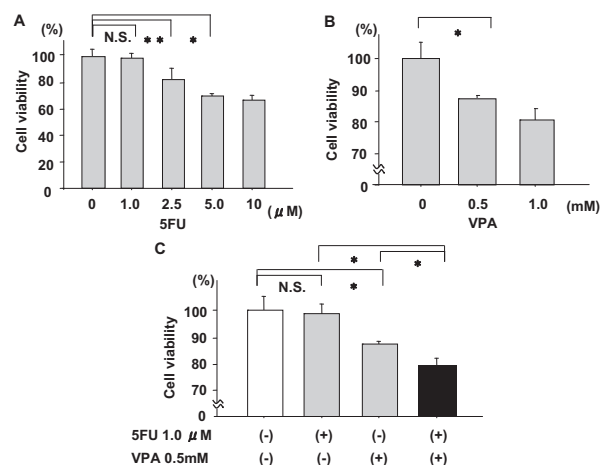 A
(%)
N.S. ** *
Cell viability
100
80
60
40
20
0
0 1.0 2.5 5.0 10 (μM)
5FU
B
(%)
*
Cell viability
100
90
80
70
0
0 0.5 1.0 (mM)
VPA
C
(%)
* *
N.S. *
Cell viability
100
90
80
70
0
5FU 1.0 μM (-) (+) (-) (+)
VPA 0.5mM (-) (-) (+) (+)